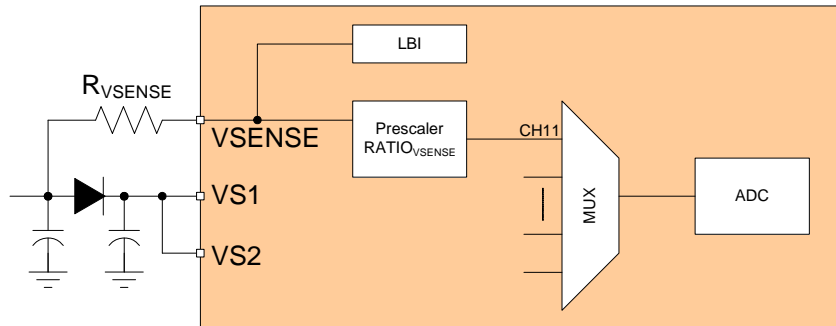 LBI
RVSENSE
VSENSE
Prescaler
RATIOVSENSE
CH11
VS1
MUX
ADC
VS2